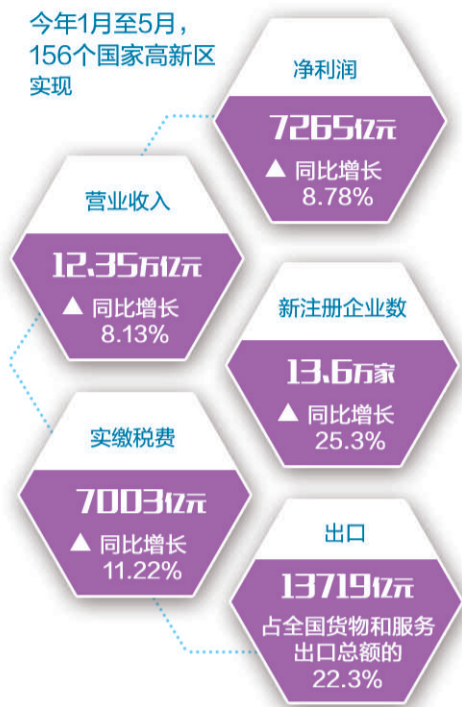 今年1月至5月，
156个国家高新区
实现
净利润
7265亿元
▲ 同比增长
8.78%
营业收入
12.35万亿元
▲ 同比增长
8.13%
新注册企业数
13.6万家
▲ 同比增长
25.3%
实缴税费
7003亿元
▲ 同比增长
11.22%
出口
13719亿元
占全国货物和服务
出口总额的
22.3%